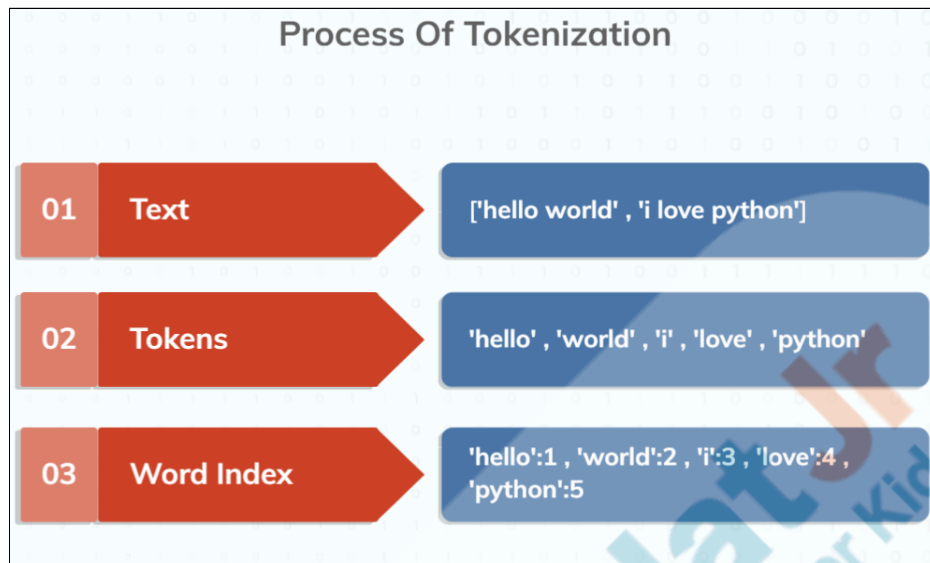 Process Of Tokenization
01
Text
['hello world' , 'i love python']
02
Tokens
'hello' , 'world' , 'i' , 'love' , 'python'
03
Word Index
'hello':1 , 'world':2 , 'i':3 , 'love':4 ,
'python':5